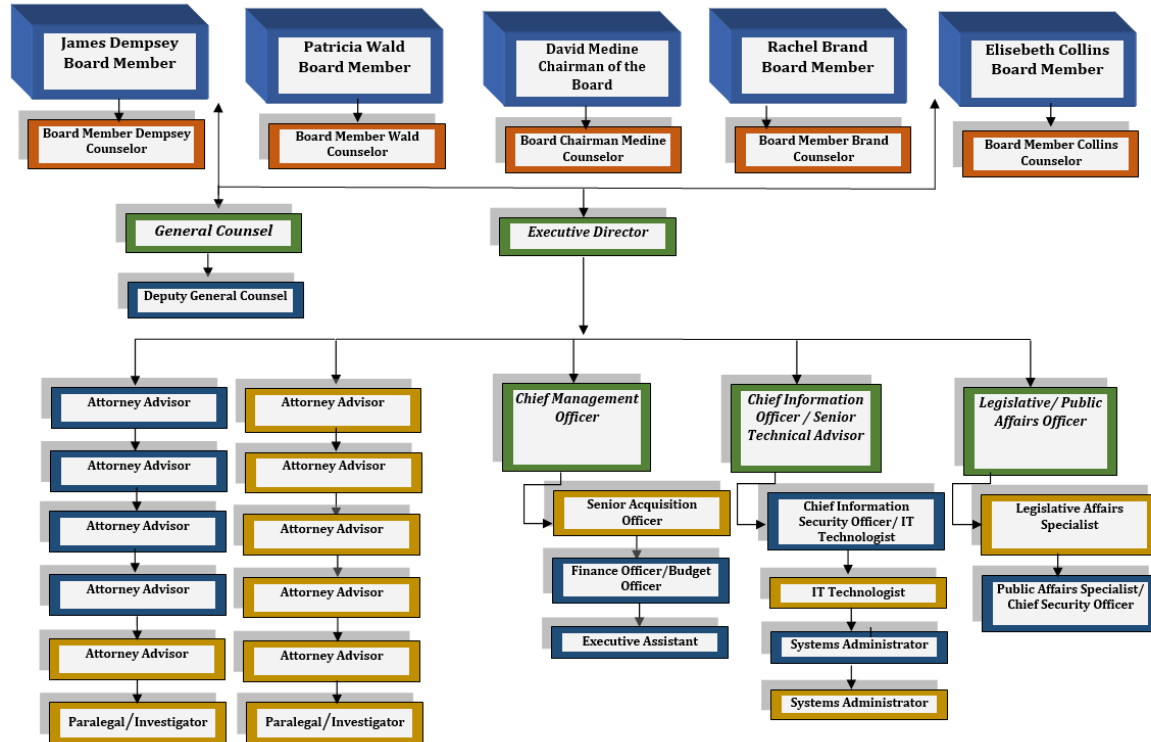 James Dempsey
Board Member
Patricia Wald
Board Member
David Medine
Chairman of the
Board
Rachel Brand
Board Member
Elisebeth Collins
Board Member
Board Member Dempsey
Counselor
Board Member Wald
Counselor
Board Chairman Medine
Counselor
Board Member Brand
Counselor
Board Member Collins
Counselor
General Counsel
Executive Director
Deputy General Counsel
Attorney Advisor
Attorney Advisor
Attorney Advisor
Attorney Advisor
Attorney Advisor
Paralegal/Investigator
Attorney Advisor
Attorney Advisor
Attorney Advisor
Attorney Advisor
Attorney Advisor
Paralegal/Investigator
Chief Management
Officer
Senior Acquisition
Officer
Finance Officer/Budget
Officer
Executive Assistant
Chief Information
Officer / Senior
Technical Advisor
Chief Information
Security Officer/ IT
Technologist
IT Technologist
Systems Administrator
Systems Administrator
Legislative/ Public
Affairs Officer
Legislative Affairs
Specialist
Public Affairs Specialist/
Chief Security Officer